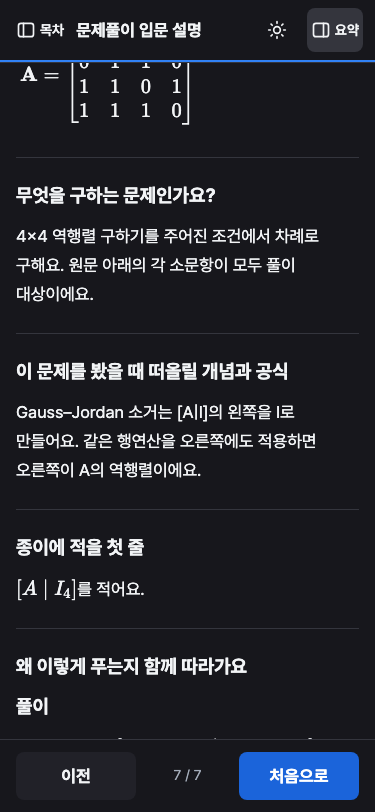 목차 문제풀이 입문 설명 요약
A =
1 1 0 1
1 1 1 0
무엇을 구하는 문제인가요?
4×4 역행렬 구하기를 주어진 조건에서 차례로
구해요. 원문 아래의 각 소문항이 모두 풀이
대상이에요.
이 문제를 봤을 때 떠올릴 개념과 공식
Gauss–Jordan 소거는 [A|I]의 왼쪽을 I로
만들어요. 같은 행연산을 오른쪽에도 적용하면
오른쪽이 A의 역행렬이에요.
종이에 적을 첫 줄
[A | I₄]를 적어요.
왜 이렇게 푸는지 함께 따라가요
풀이
이전 7 / 7 처음으로